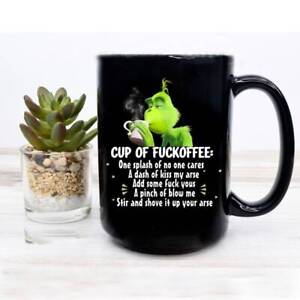 CUP OF FUCKOFFEE:
One splash of no one cares
A dash of kiss my arse
Add some fuck yous
A pinch of blow me
Stir and shove it up your arse